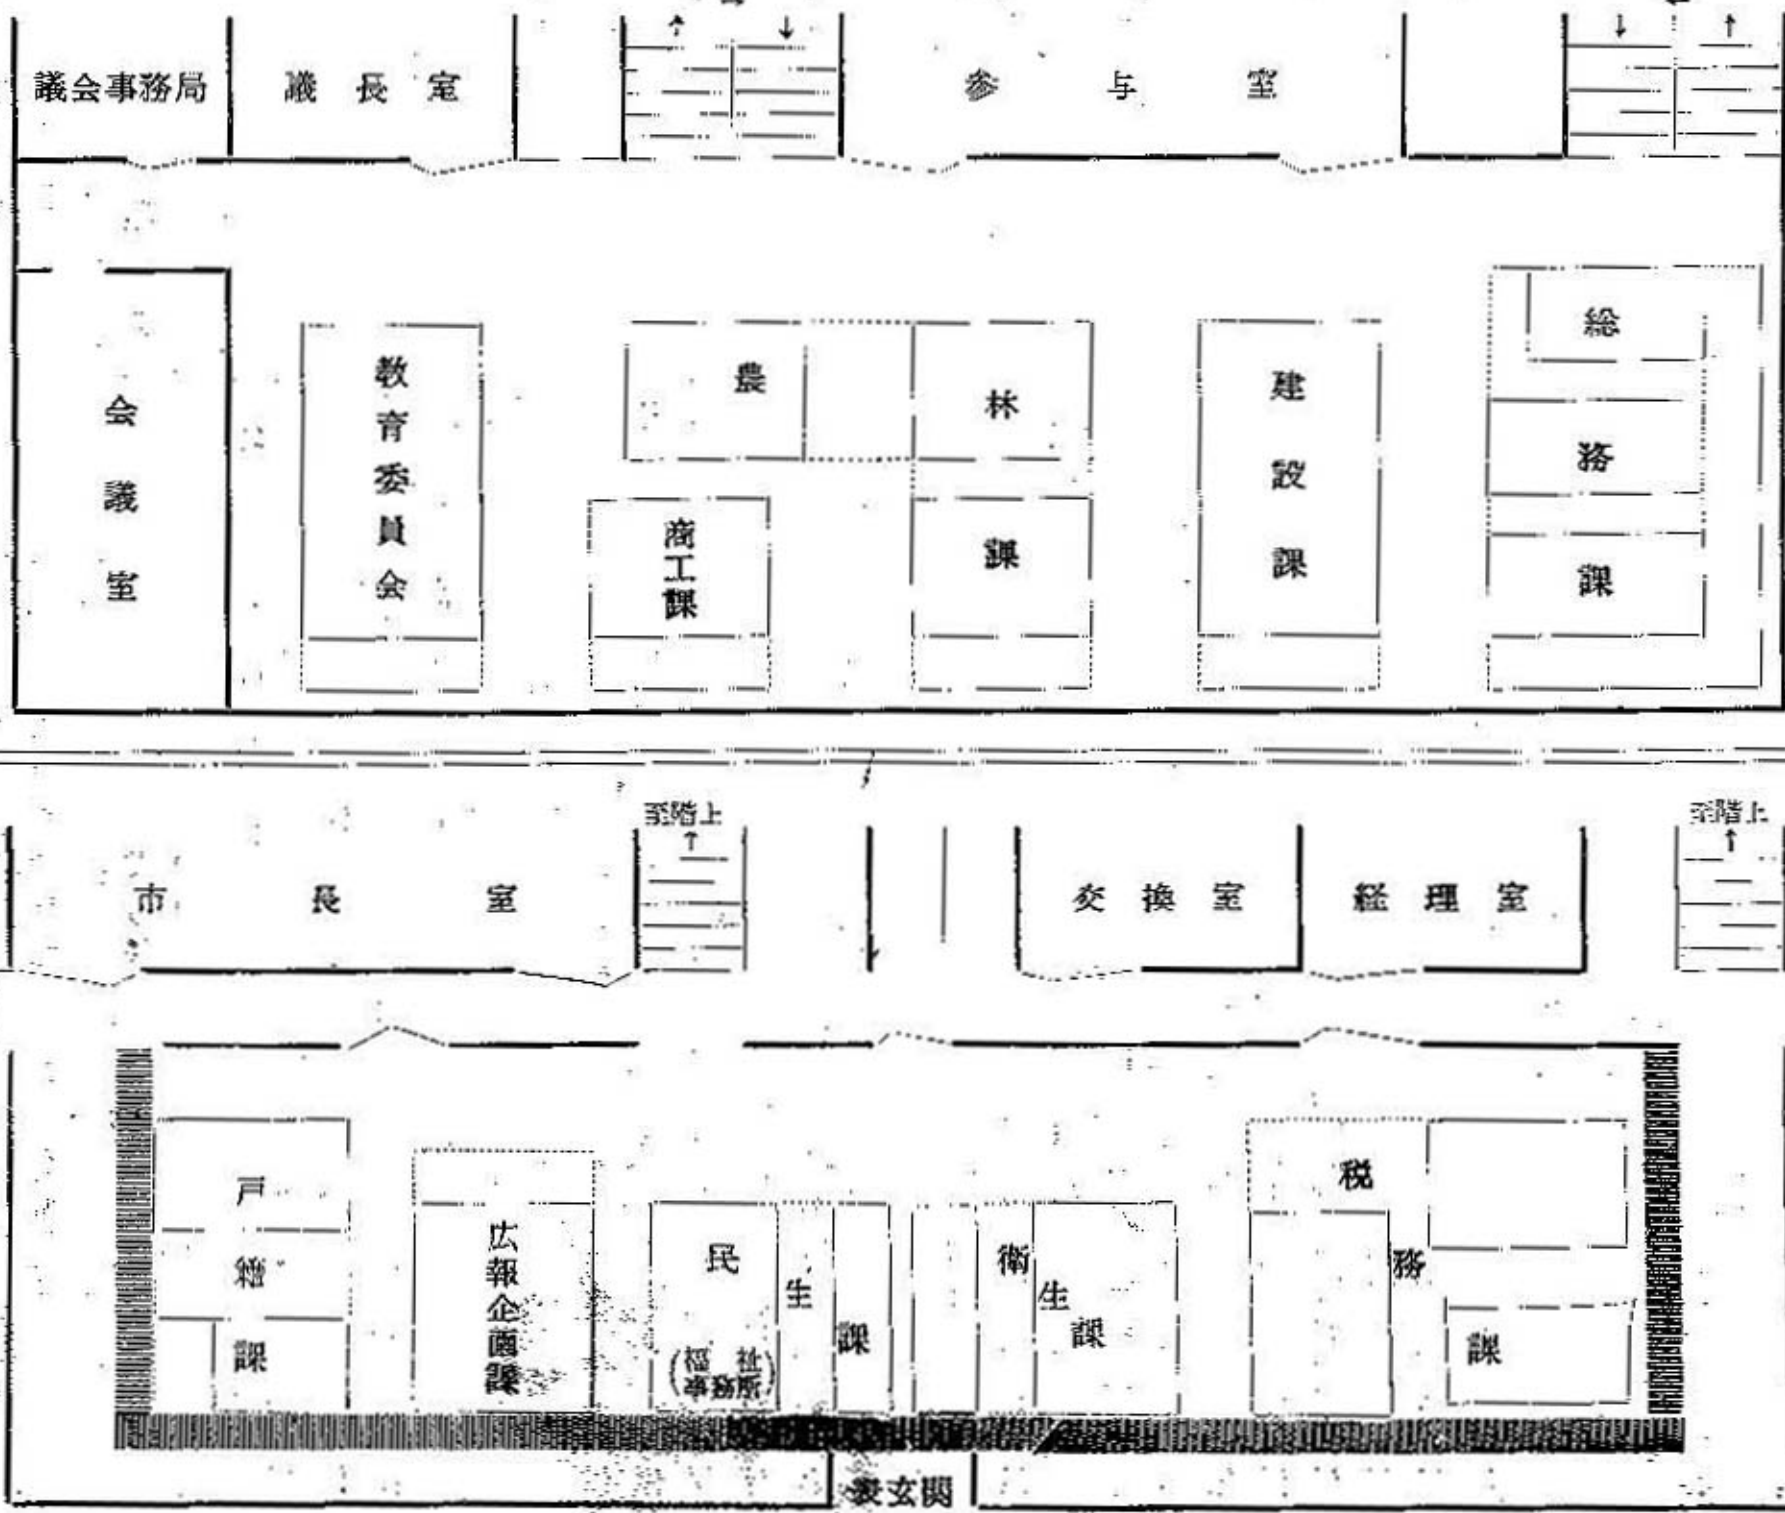 議会事務局
議長室
参与室
会議室
教育委員会
農林課
商工課
建設課
総務課
至階上
至階上
市長室
交換室
経理室
戸籍課
広報企画課
民生課
(福祉事務所)
衛生課
税務課
表玄関